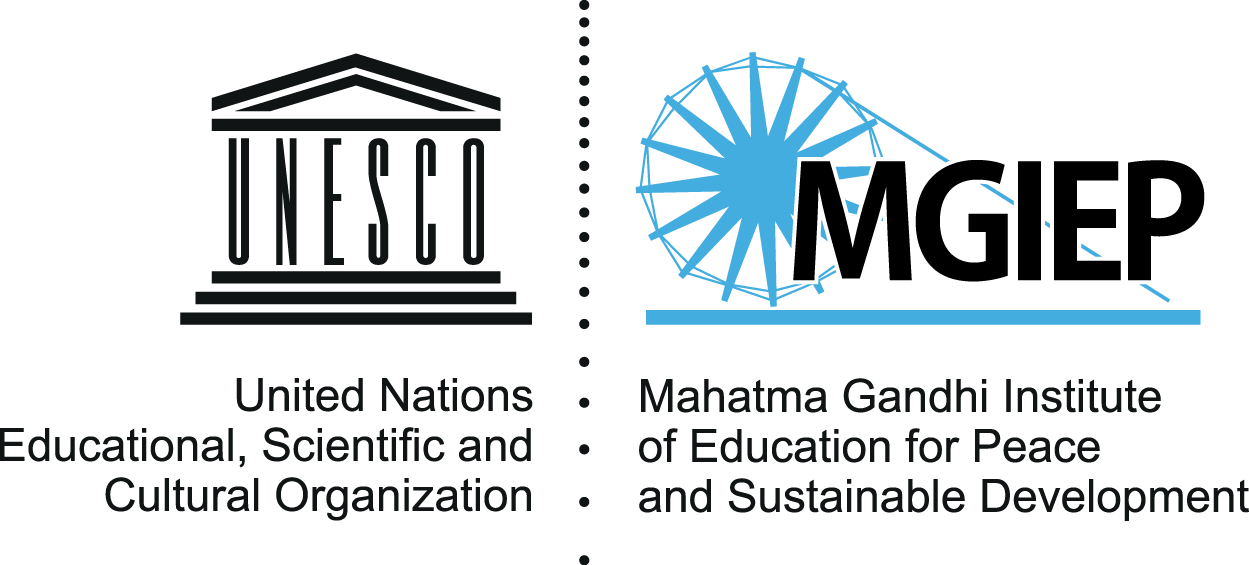 UNESCO
United Nations
Educational, Scientific and
Cultural Organization
MGIEP
Mahatma Gandhi Institute
of Education for Peace
and Sustainable Development